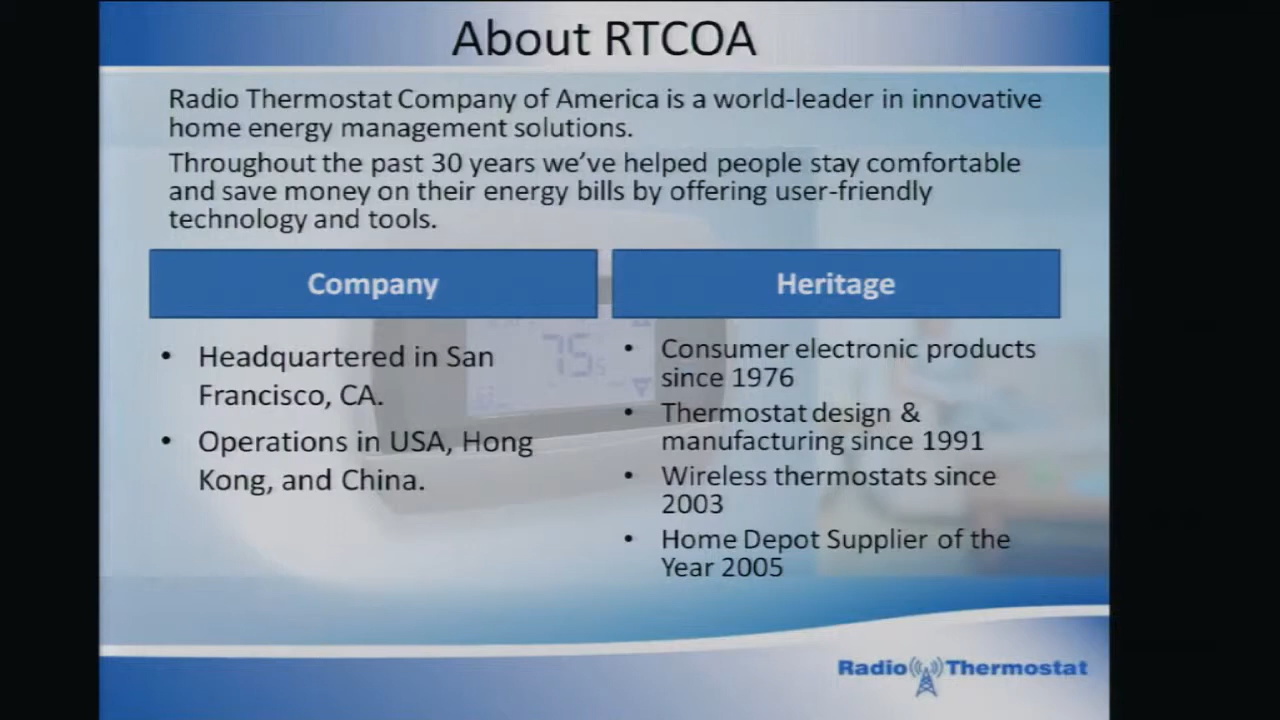 About RTCOA
Radio Thermostat Company of America is a world-leader in innovative
home energy management solutions.
Throughout the past 30 years we've helped people stay comfortable
and save money on their energy bills by offering user-friendly
technology and tools.
Company
Headquartered in San
Francisco, CA.
Operations in USA, Hong
Kong, and China.
Heritage
Consumer electronic products
since 1976
Thermostat design &
manufacturing since 1991
Wireless thermostats since
2003
Home Depot Supplier of the
Year 2005
75
Radio Thermostat